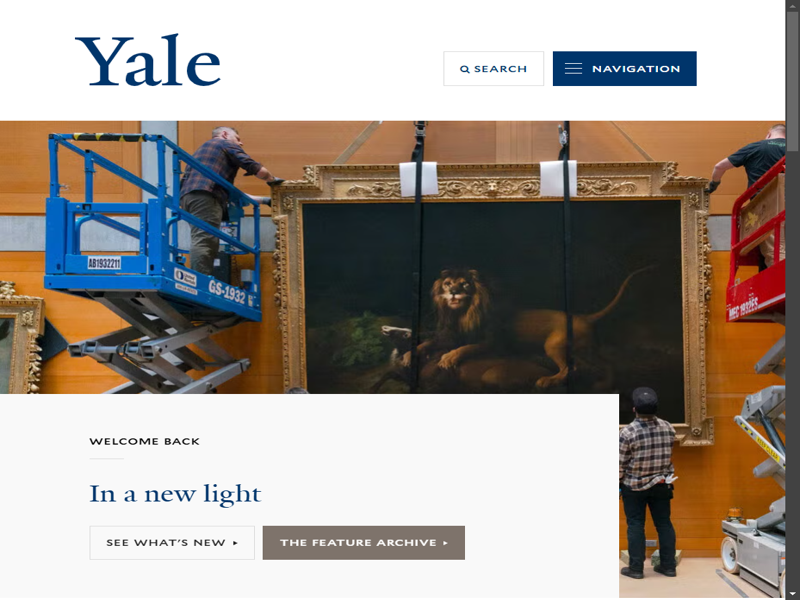 Yale
SEARCH
NAVIGATION
AB1932211
GS-1932
WELCOME BACK
In a new light
SEE WHAT'S NEW ▸
THE FEATURE ARCHIVE ▸